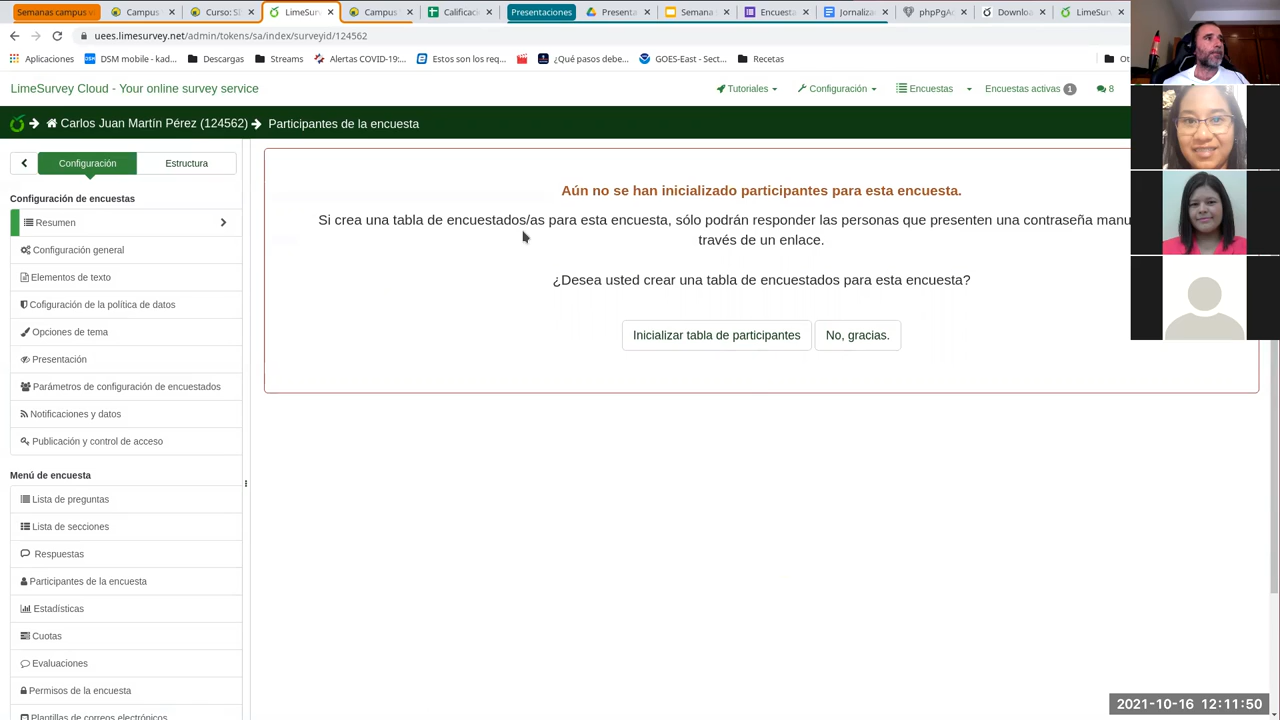 Semanas campus vi
Campus
Curso: SI
LimeSurv
Campus
Calificaci
Presentaciones
Presenta
Semana
Encuesta
Jornaliza
phpPgA
Downloa
LimeSurv
uees.limesurvey.net/admin/tokens/sa/index/surveyid/124562
Aplicaciones
DSM mobile - kad...
Descargas
Streams
Alertas COVID-19:...
Estos son los req...
¿Qué pasos debe...
GOES-East - Sect...
Recetas
Ot
LimeSurvey Cloud - Your online survey service
Tutoriales
Configuración
Encuestas
Encuestas activas 1
8
Carlos Juan Martín Pérez (124562)
Participantes de la encuesta
Configuración
Estructura
Configuración de encuestas
Resumen
Configuración general
Elementos de texto
Cofiguración de la política de datos
Opciones de tema
Presentación
Parámetros de configuración de encuestados
Notificaciones y datos
Publicación y control de acceso
Menú de encuesta
Lista de preguntas
Lista de secciones
Respuestas
Participantes de la encuesta
Estadísticas
Cuotas
Evaluaciones
Permisos de la encuesta
Plantillas de correos electrónicos
Aún no se han inicializado participantes para esta encuesta.
Si crea una tabla de encuestados/as para esta encuesta, sólo podrán responder las personas que presenten una contraseña manu
través de un enlace.
¿Desea usted crear una tabla de encuestados para esta encuesta?
Inicializar tabla de participantes
No, gracias.
2021-10-16 12:11:50